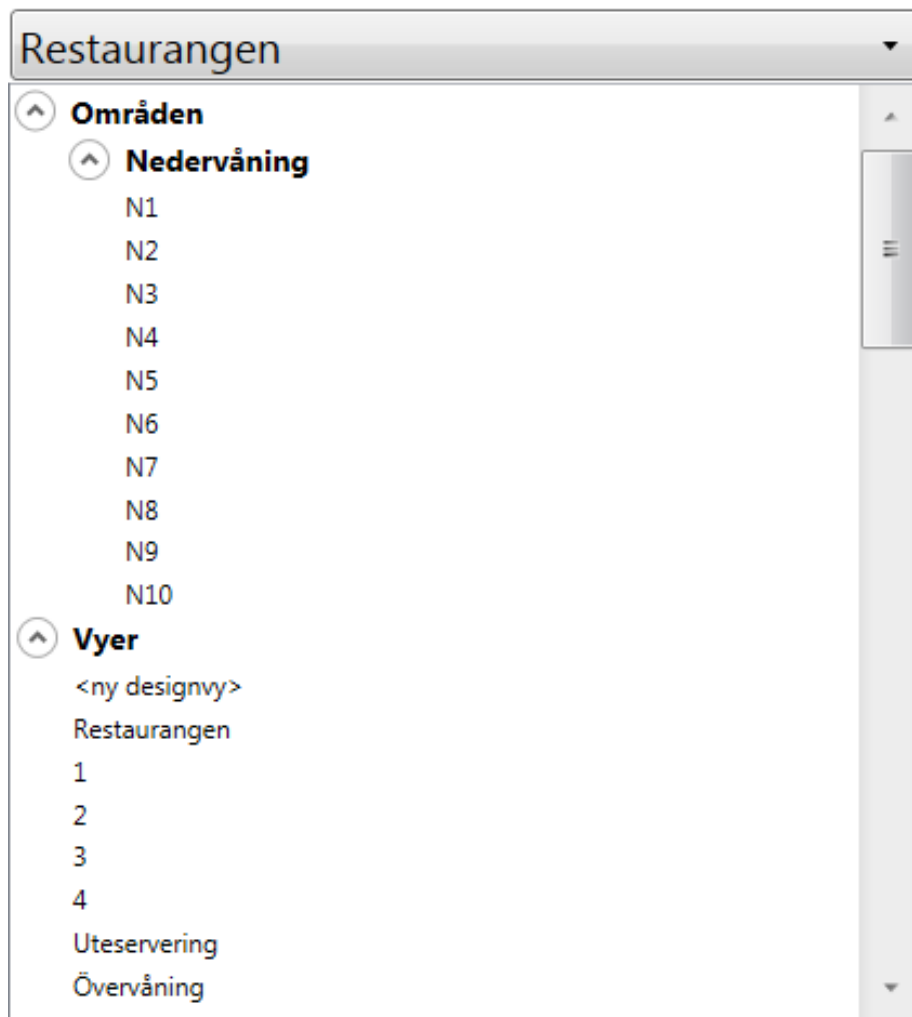 Restaurangen
Områden
Nedervåning
N1
N2
N3
N4
N5
N6
N7
N8
N9
N10
Vyer
<ny designvy>
Restaurangen
1
2
3
4
Uteservering
Övervåning